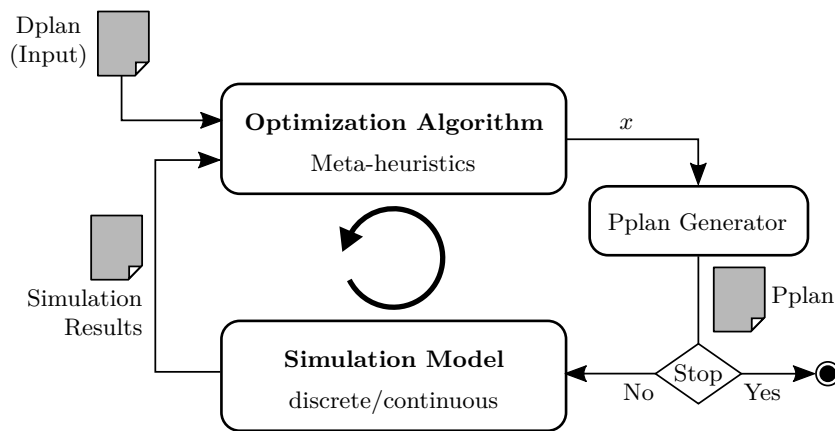 Dplan
(Input)
Optimization Algorithm
Meta-heuristics
x
Pplan Generator
Pplan
Simulation
Results
Simulation Model
discrete/continuous
Stop
No
Yes